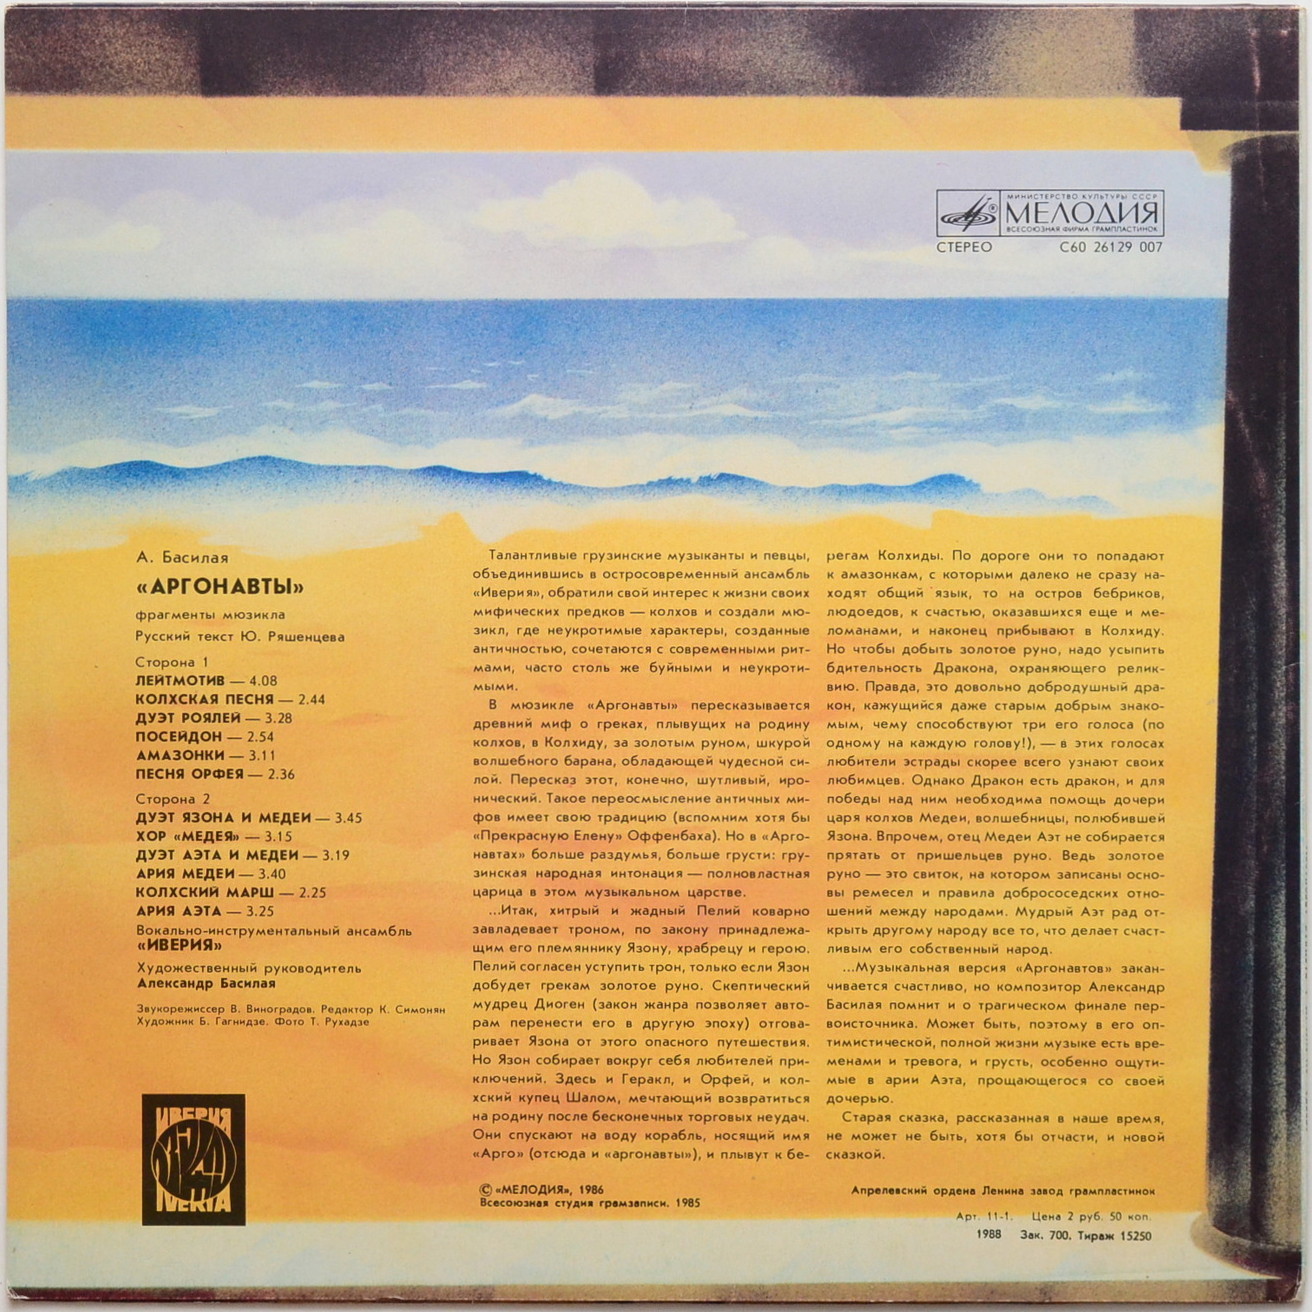 МИНИСТЕРСТВО КУЛЬТУРЫ СССР
МЕЛОДИЯ
ВСЕСОЮЗНАЯ ФИРМА ГРАМПЛАСТИНОК
СТЕРЕО С60 26129 007
А. Басилая
«АРГОНАВТЫ»
фрагменты мюзикла
Русский текст Ю. Ряшенцева
Сторона 1
ЛЕЙТМОТИВ — 4.08
КОЛХСКАЯ ПЕСНЯ — 2.44
ДУЭТ РОЯЛЕЙ — 3.28
ПОСЕЙДОН — 2.54
АМАЗОНКИ — 3.11
ПЕСНЯ ОРФЕЯ — 2.36
Сторона 2
ДУЭТ ЯЗОНА И МЕДЕИ — 3.45
ХОР «МЕДЕЯ» — 3.15
ДУЭТ АЭТА И МЕДЕИ — 3.19
АРИЯ МЕДЕИ — 3.40
КОЛХСКИЙ МАРШ — 2.25
АРИЯ АЭТА — 3.25
Вокально-инструментальный ансамбль
«ИВЕРИЯ»
Художественный руководитель
Александр Басилая
Звукорежиссер В. Виноградов. Редактор К. Симонян
Художник Б. Гагнидзе. Фото Т. Рухадзе
ИВЕРИЯ
IVERIA
Талантливые грузинские музыканты и певцы,
объединившись в остросовременный ансамбль
«Иверия», обратили свой интерес к жизни своих
мифических предков — колхов и создали мю-
зикл, где неукротимые характеры, созданные
античностью, сочетаются с современными рит-
мами, часто столь же буйными и неукроти-
мыми.
В мюзикле «Аргонавты» пересказывается
древний миф о греках, плывущих на родину
колхов, в Колхиду, за золотым руном, шкурой
волшебного барана, обладающей чудесной си-
лой. Пересказ этот, конечно, шутливый, иро-
нический. Такое переосмысление античных ми-
фов имеет свою традицию (вспомним хотя бы
«Прекрасную Елену» Оффенбаха). Но в «Арго-
навтах» больше раздумья, больше грусти: гру-
зинская народная интонация — полновластная
царица в этом музыкальном царстве.
...Итак, хитрый и жадный Пелий коварно
завладевает троном, по закону принадлежа-
щим его племяннику Язону, храбрецу и герою.
Пелий согласен уступить трон, только если Язон
добудет грекам золотое руно. Скептический
мудрец Диоген (закон жанра позволяет авто-
рам перенести его в другую эпоху) отгова-
ривает Язона от этого опасного путешествия.
Но Язон собирает вокруг себя любителей при-
ключений. Здесь и Геракл, и Орфей, и кол-
хский купец Шалом, мечтающий возвратиться
на родину после бесконечных торговых неудач.
Они спускают на воду корабль, носящий имя
«Арго» (отсюда и «аргонавты»), и плывут к бе-
регам Колхиды. По дороге они то попадают
к амазонкам, с которыми далеко не сразу на-
ходят общий язык, то на остров бебриков,
людоедов, к счастью, оказавшихся еще и ме-
ломанами, и наконец прибывают в Колхиду.
Но чтобы добыть золотое руно, надо усыпить
бдительность Дракона, охраняющего релик-
вию. Правда, это довольно добродушный дра-
кон, кажущийся даже старым добрым знако-
мым, чему способствуют три его голоса (по
одному на каждую голову!), — в этих голосах
любители эстрады скорее всего узнают своих
любимцев. Однако Дракон есть дракон, и для
победы над ним необходима помощь дочери
царя колхов Медеи, волшебницы, полюбившей
Язона. Впрочем, отец Медеи Аэт не собирается
прятать от пришельцев руно. Ведь золотое
руно — это свиток, на котором записаны осно-
вы ремесел и правила добрососедских отно-
шений между народами. Мудрый Аэт рад от-
крыть другому народу все то, что делает счаст-
ливым его собственный народ.
...Музыкальная версия «Аргонавтов» закан-
чивается счастливо, но композитор Александр
Басилая помнит и о трагическом финале пер-
воисточника. Может быть, поэтому в его оп-
тимистической, полной жизни музыке есть вре-
менами и тревога, и грусть, особенно ощути-
мые в арии Аэта, прощающегося со своей
дочерью.
Старая сказка, рассказанная в наше время,
не может не быть, хотя бы отчасти, и новой
сказкой.
© «МЕЛОДИЯ», 1986
Всесоюзная студия грамзаписи. 1985
Апрелевский ордена Ленина завод грампластинок
Арт. 11-1. Цена 2 руб. 50 коп.
1988 Зак. 700. Тираж 15250